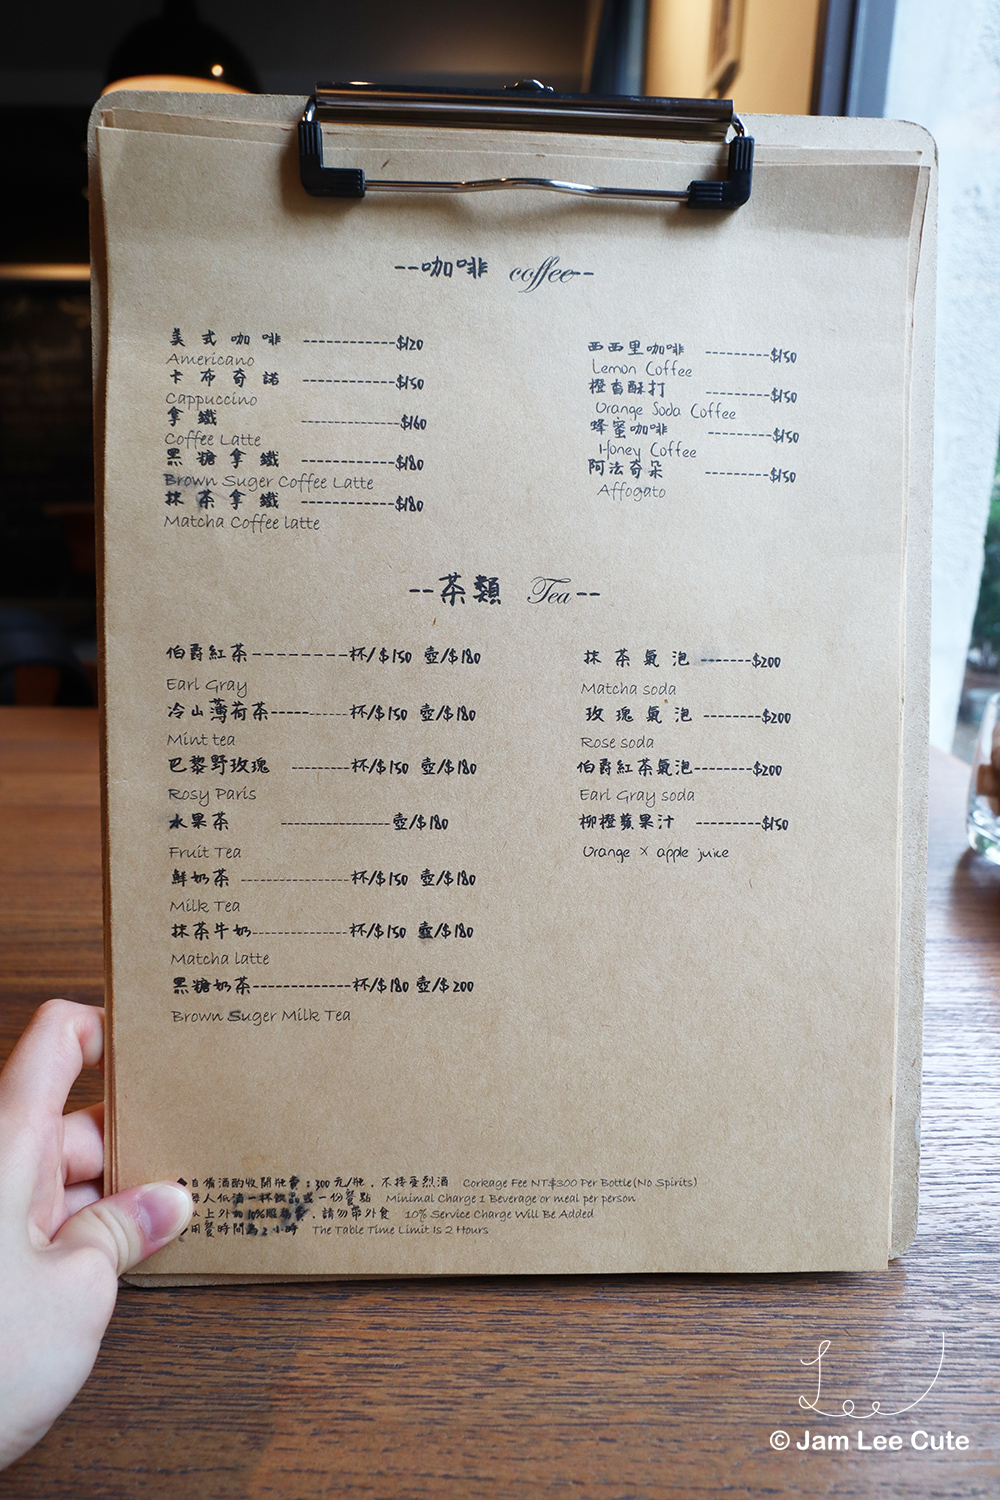 --咖啡 coffee--
美式咖啡 ------------$120
Americano
卡布奇諾 ------------$150
Cappuccino
拿鐵 ------------$160
Coffee Latte
黑糖拿鐵 ------------$180
Brown Suger Coffee Latte
抹茶拿鐵 ------------$180
Matcha Coffee latte
西西里咖啡 --------$150
Lemon Coffee
橙香酥打 --------$150
Orange Soda Coffee
蜂蜜咖啡 --------$150
Honey Coffee
阿法奇朵 --------$150
Affogato
--茶類 Tea--
伯爵紅茶---------杯/$150 壺/$180
Earl Gray
冷山薄荷茶----------杯/$150 壺/$180
Mint tea
巴黎野玫瑰 --------杯/$150 壺/$180
Rosy Paris
水果茶 --------------壺/$180
Fruit Tea
鮮奶茶 --------------杯/$150 壺/$180
Milk Tea
抹茶牛奶-------------杯/$150 壺/$180
Matcha latte
黑糖奶茶-------------杯/$180 壺/$200
Brown Suger Milk Tea
抹茶氣泡 -------$200
Matcha soda
玫瑰氣泡 --------$200
Rose soda
伯爵紅茶氣泡--------$200
Earl Gray soda
柳橙蘋果汁 ---------$150
Orange × apple juice
◆自備酒酌收開瓶費:300元/瓶,不接受烈酒 Corkage Fee NT$300 Per Bottle(No Spirits)
每人低消一杯飲品或一份餐點 Minimal Charge 1 Beverage or meal per person
以上外加10%服務費,請勿帶外食 10% Service Charge Will Be Added
用餐時間為2小時 The Table Time Limit Is 2 Hours
Lee
© Jam Lee Cute